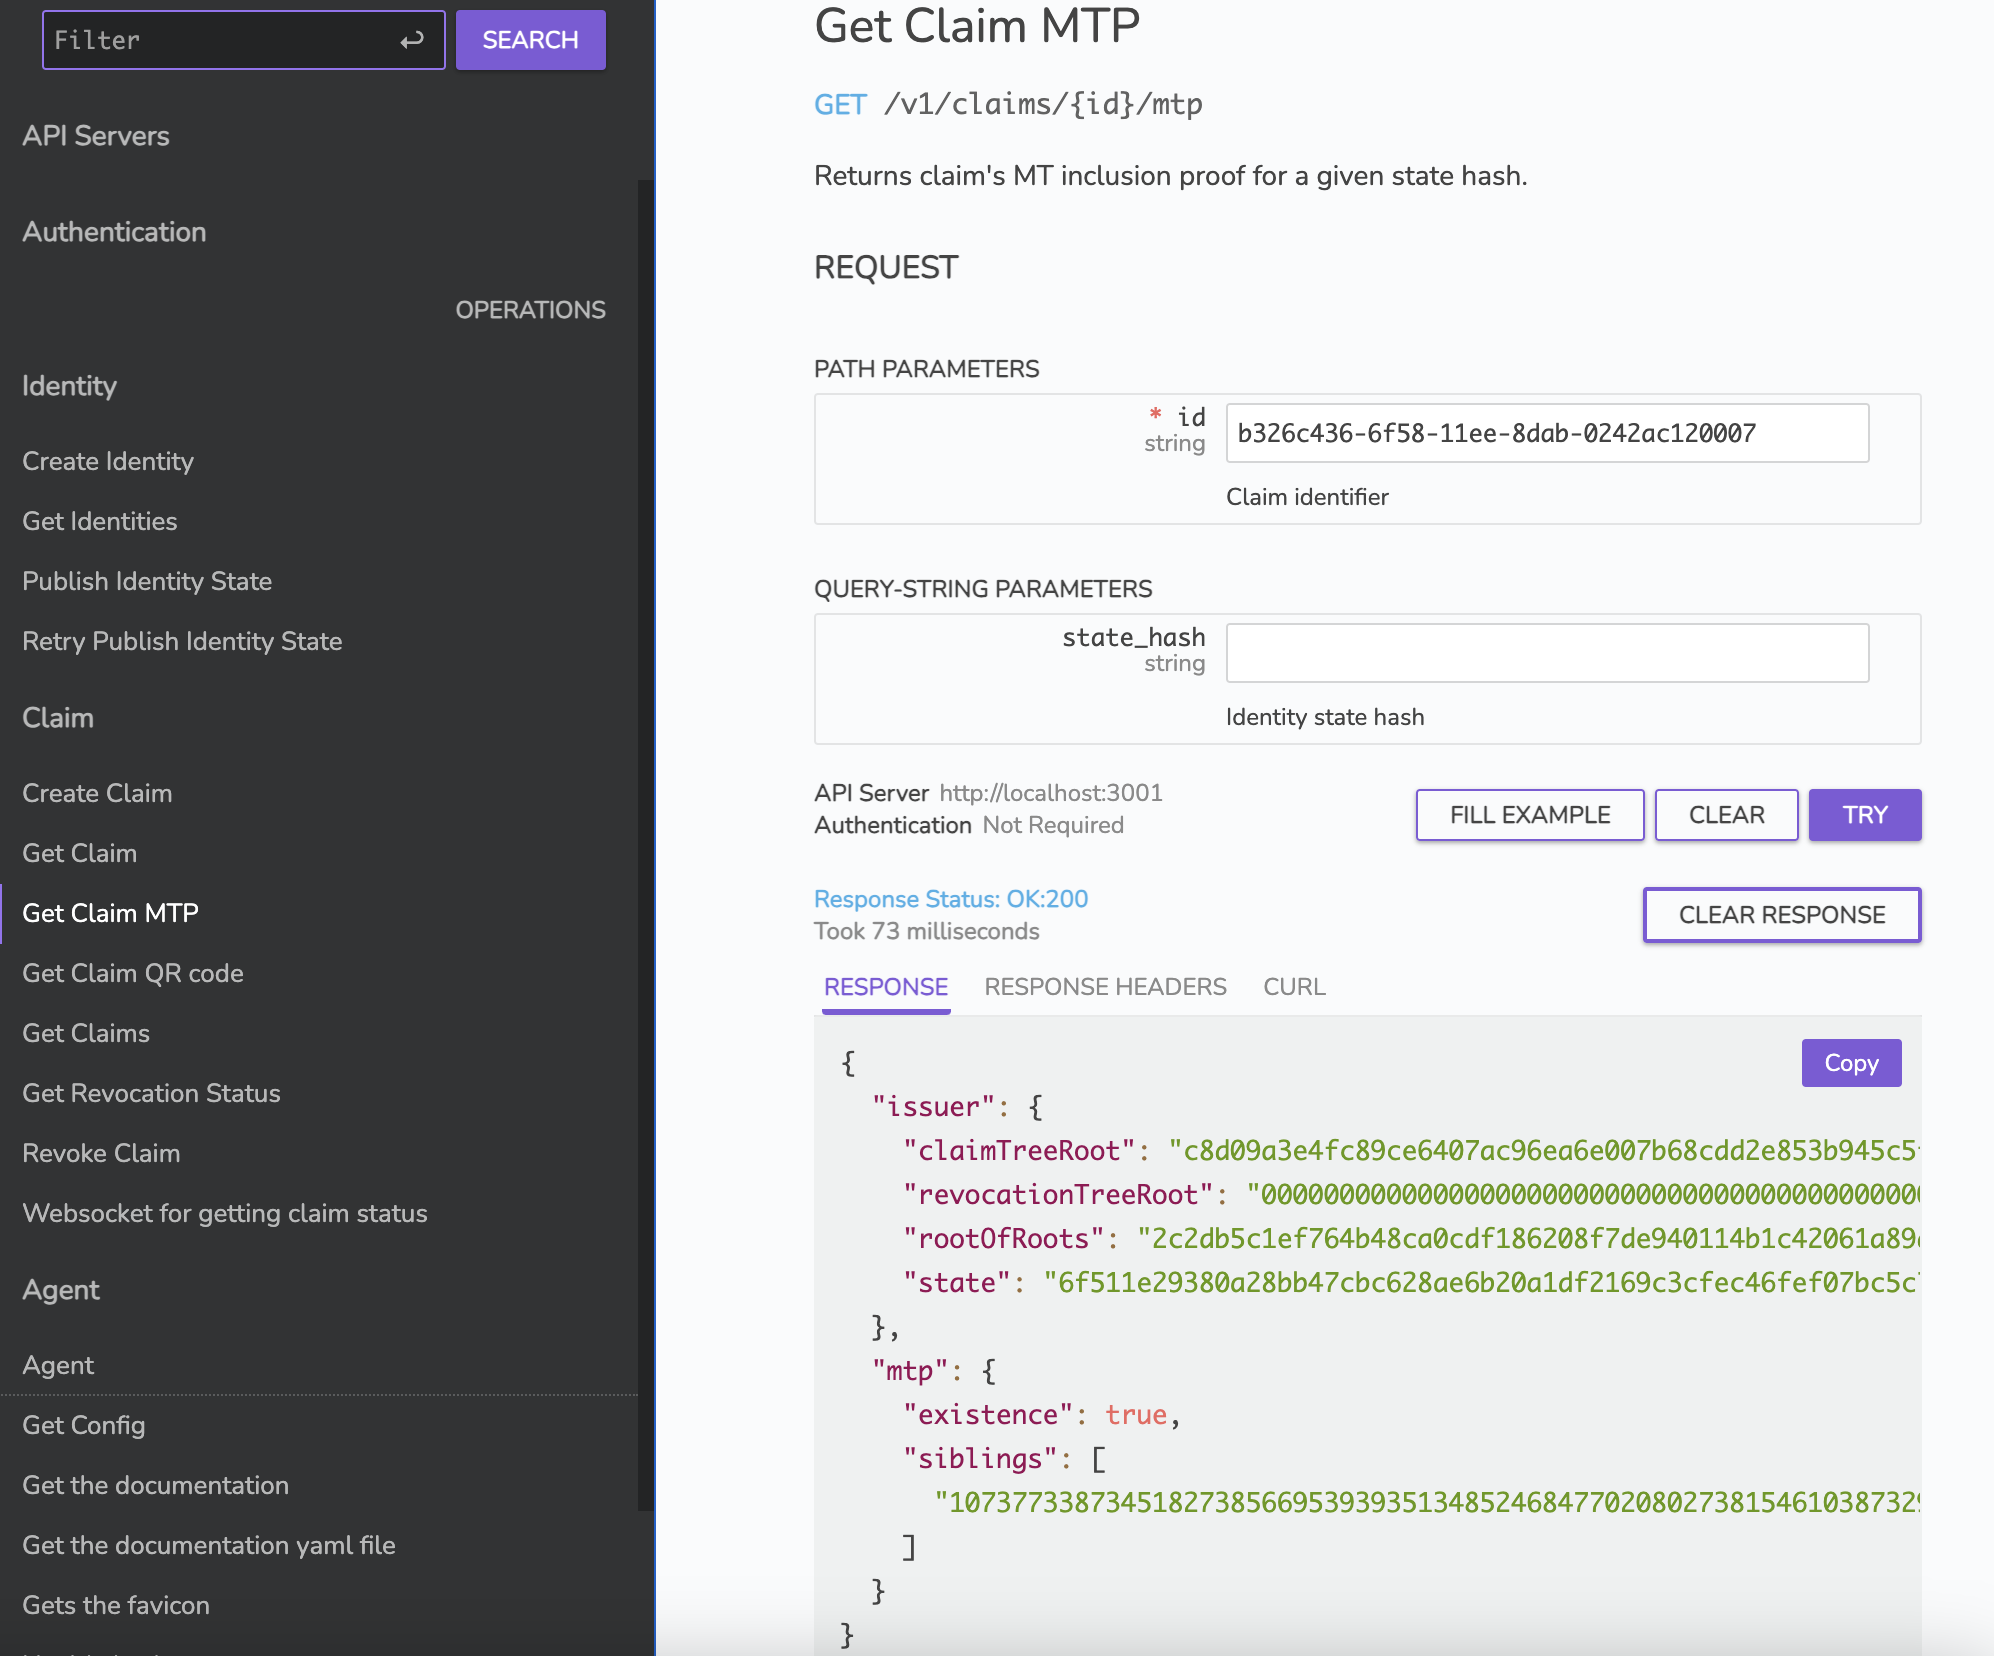 Filter
SEARCH
API Servers
Authentication
OPERATIONS
Identity
Create Identity
Get Identities
Publish Identity State
Retry Publish Identity State
Claim
Create Claim
Get Claim
Get Claim MTP
Get Claim QR code
Get Claims
Get Revocation Status
Revoke Claim
Websocket for getting claim status
Agent
Agent
Get Config
Get the documentation
Get the documentation yaml file
Gets the favicon
Get Claim MTP
GET /v1/claims/{id}/mtp
Returns claim's MT inclusion proof for a given state hash.
REQUEST
PATH PARAMETERS
* id
string
b326c436-6f58-11ee-8dab-0242ac120007
Claim identifier
QUERY-STRING PARAMETERS
state_hash
string
Identity state hash
API Server http://localhost:3001
Authentication Not Required
FILL EXAMPLE
CLEAR
TRY
Response Status: OK:200
Took 73 milliseconds
CLEAR RESPONSE
RESPONSE RESPONSE HEADERS CURL
Copy
{
"issuer": {
"claimTreeRoot": "c8d09a3e4fc89ce6407ac96ea6e007b68cdd2e853b945c5
"revocationTreeRoot": "000000000000000000000000000000000000000000
"rootOfRoots": "2c2db5c1ef764b48ca0cdf186208f7de940114b1c42061a89
"state": "6f511e29380a28bb47cbc628ae6b20a1df2169c3cfec46fef07bc5c
},
"mtp": {
"existence": true,
"siblings": [
"10737733873451827385669539393513485246847702080273815461038732
]
}
}